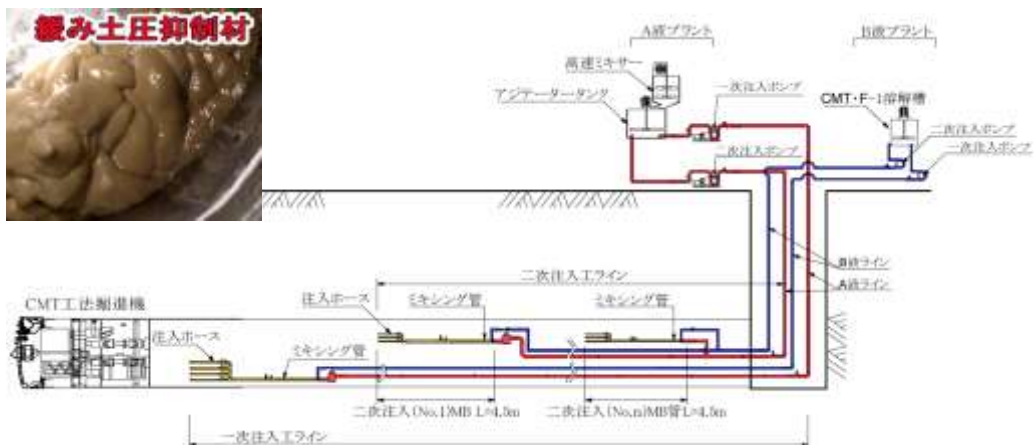 緩み土圧抑制材
A液プラント
B液プラント
高速ミキサー
アジテータータンク
一次注入ポンプ
CMT・F-1溶解槽
二次注入ポンプ
一次注入ポンプ
二次注入ポンプ
B液ライン
A液ライン
二次注入工ライン
注入ホース
ミキシング管
ミキシング管
CMT工法掘進機
注入ホース
ミキシング管
二次注入(No,1)MB L=4.5m
二次注入(No,n)MB管L=4.5m
一次注入工ライン